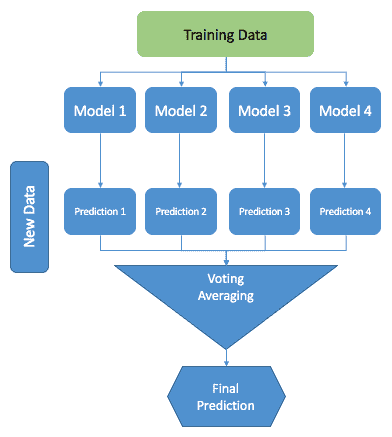 Training Data
Model 1
Model 2
Model 3
Model 4
New Data
Prediction 1
Prediction 2
Prediction 3
Prediction 4
Voting
Averaging
Final
Prediction